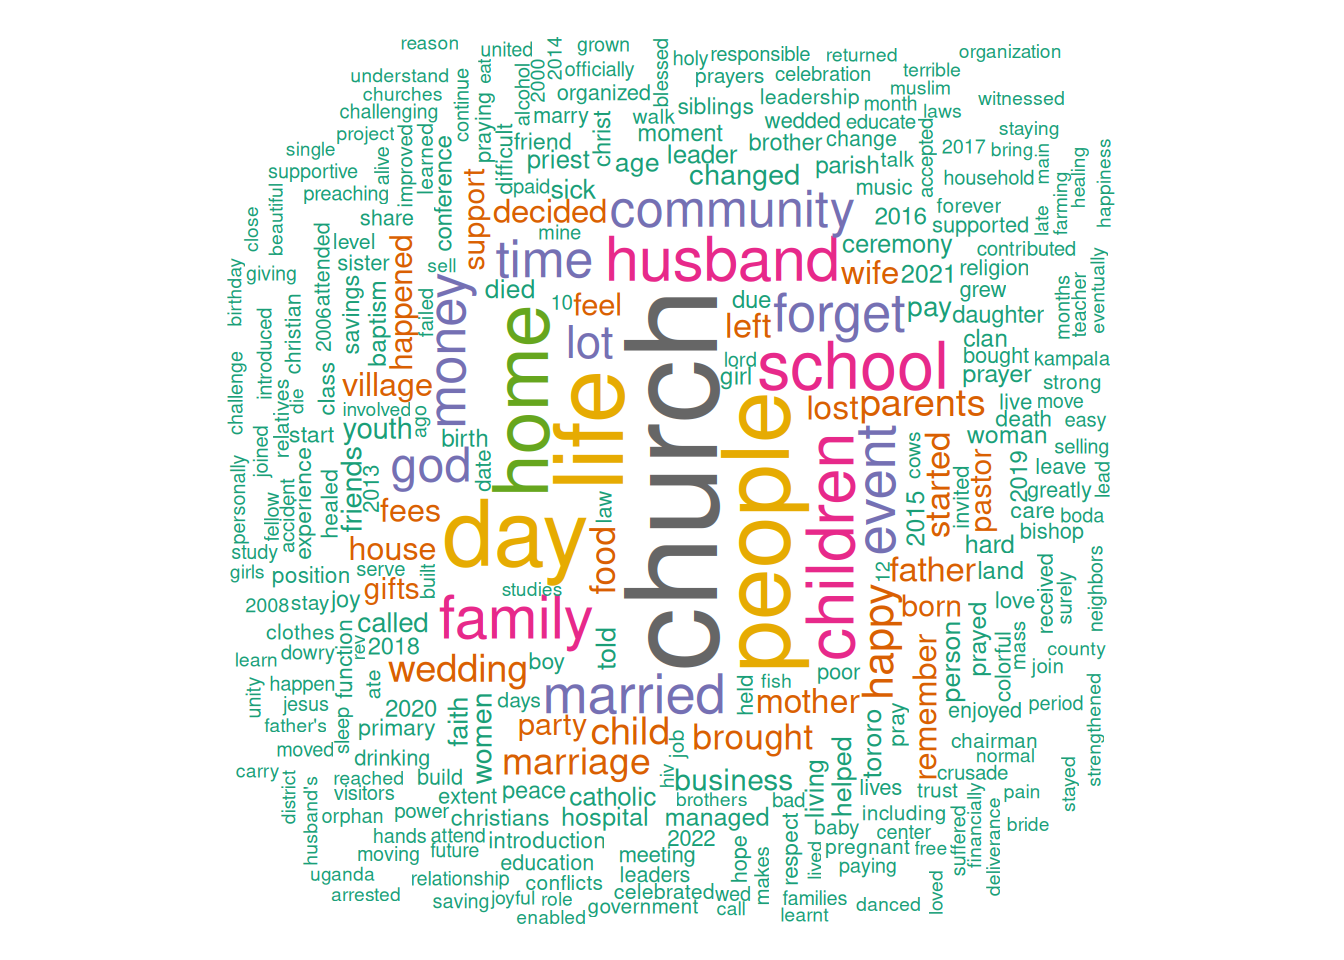 reason
united
2014
grown
holy
responsible
returned
organization
understand
continue
eat
2000
officially
blessed
prayers
celebration
terrible
muslim
churches
alcohol
organized
siblings
leadership
month
laws
witnessed
challenging
praying
marry
walk
moment
wedded
educate
staying
project
improved
learned
difficult
friend
christ
brother
change
accepted
2017
bring
main
healing
single
alive
conference
priest
age
leader
parish
talk
household
happiness
supportive
preaching
support
paid
sick
changed
music
forever
late
farming
close
beautiful
share
decided
community
2016
supported
level
attended
happened
mine
time
husband
ceremony
contributed
birthday
giving
sister
sell
wife
2021
religion
months
teacher
eventually
introduced
christian
2006
savings
baptism
failed
money
died
10
feel
due
forget
pay
grew
daughter
home
lot
church
left
clan
challenge
relatives
die
class
village
life
lord
girl
school
bought
kampala
prayer
strong
involved
ago
people
lost
parents
live
move
joined
start
youth
birth
death
easy
personally
experience
friends
god
date
children
event
started
cows
woman
selling
fellow
accident
healed
2013
fees
day
law
2015
invited
pastor
2019
leave
lead
greatly
care
boda
bishop
study
house
food
hard
girls
position
serve
built
gifts
studies
12
father
land
neighbors
2008
stay
joy
family
happy
born
love
received
surely
clothes
called
told
person
prayed
colorful
mass
county
learn
dowry
function
rev
2018
wedding
boy
poor
remember
join
unity
happen
ate
married
held
fish
mother
jesus
sleep
2020
faith
women
days
enjoyed
period
strengthened
father's
primary
party
child
brought
tororo
pray
moved
drinking
marriage
job
chairman
normal
carry
district
reached
build
hiv
business
living
helped
crusade
stayed
husband's
visitors
extent
peace
catholic
brothers
bad
lives
trust
pain
orphan
power
christians
hospital
managed
including
financially
bride
hands
attend
introduction
2022
baby
center
suffered
deliverance
moving
future
meeting
hope
respect
lived
pregnant
free
education
makes
paying
uganda
relationship
conflicts
leaders
arrested
saving
joyful
role
celebrated
wed
families
danced
loved
enabled
government
call
learnt